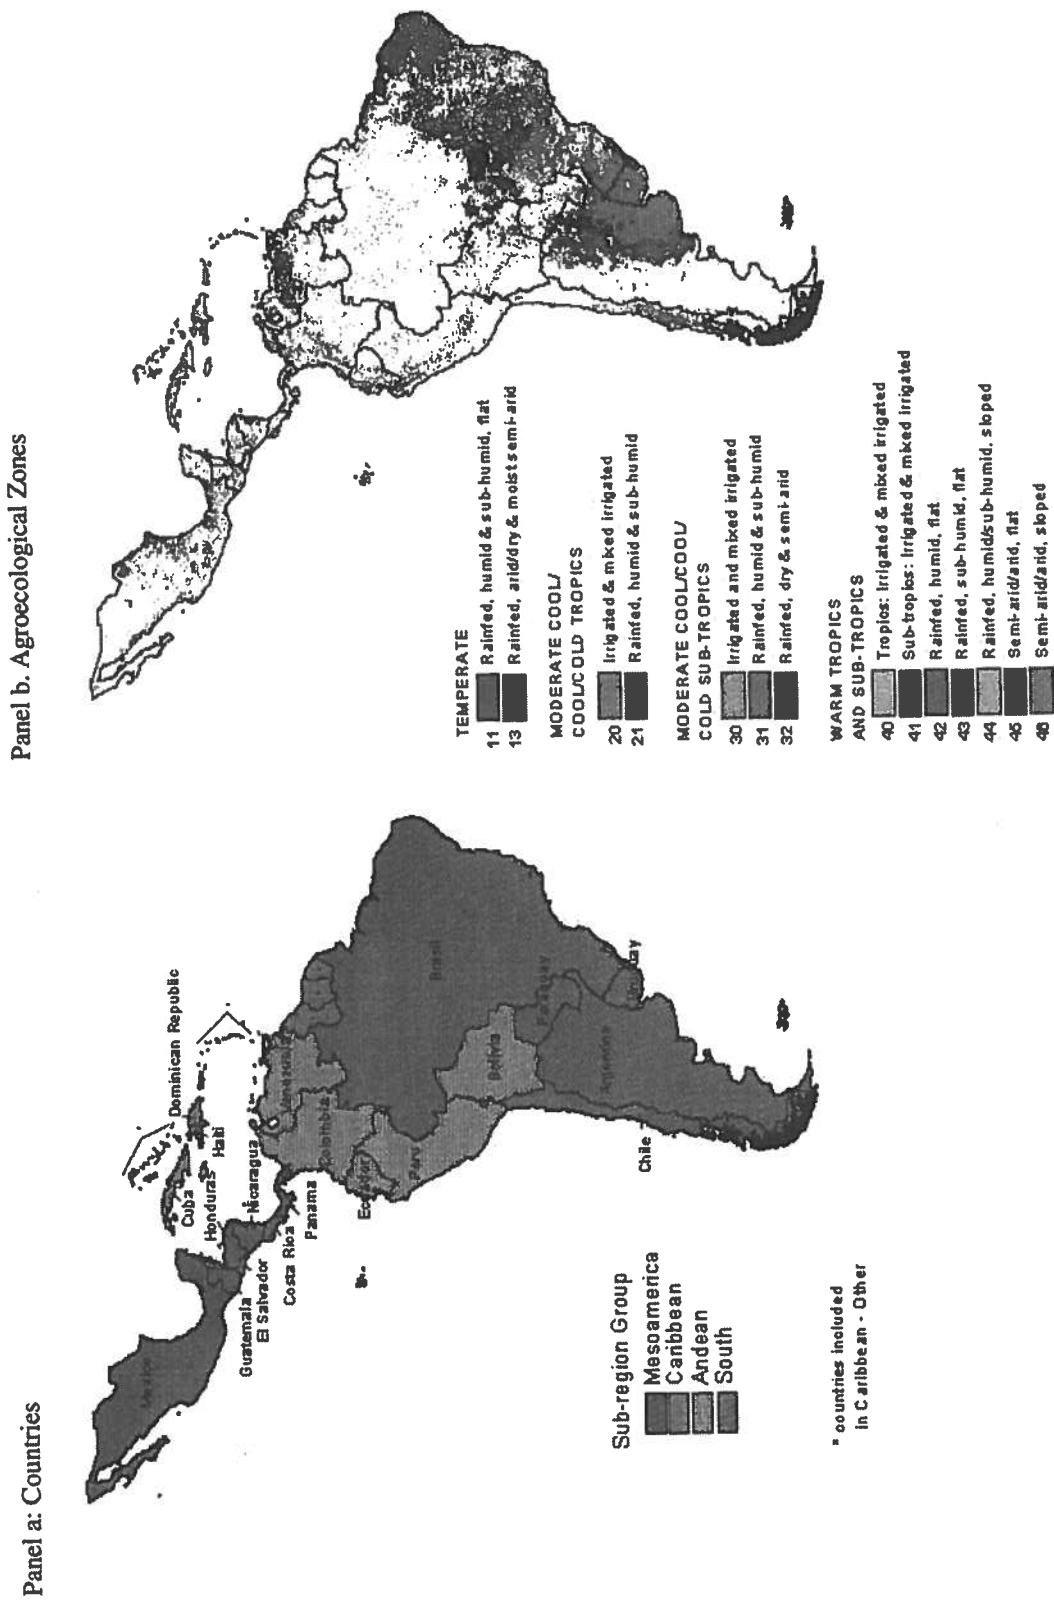 Panel a: Countries
Mexico
Guatemala
El Salvador
Costa Rica
Panama
Nicaragua
Honduras
Cuba
Haiti
Dominican Republic
Venezuela
Colombia
Ecuador
Peru
Brasil
Bolivia
Paraguay
Argentina
Uruguay
Chile
Sub-region Group
Mesoamerica
Caribbean
Andean
South
* countries included
in Caribbean - Other
Panel b. Agroecological Zones
TEMPERATE
11 Rainfed, humid & sub-humid, flat
13 Rainfed, arid/dry & moist semi-arid
MODERATE COOL/
COOL/COLD TROPICS
20 Irrigated & mixed irrigated
21 Rainfed, humid & sub-humid
MODERATE COOL/COOL/
COLD SUB-TROPICS
30 Irrigated and mixed irrigated
31 Rainfed, humid & sub-humid
32 Rainfed, dry & semi-arid
WARM TROPICS
AND SUB-TROPICS
40 Tropics: irrigated & mixed irrigated
41 Sub-tropics: irrigated & mixed irrigated
42 Rainfed, humid, flat
43 Rainfed, sub-humid, flat
44 Rainfed, humid/sub-humid, sloped
45 Semi-arid/arid, flat
46 Semi-arid/arid, sloped